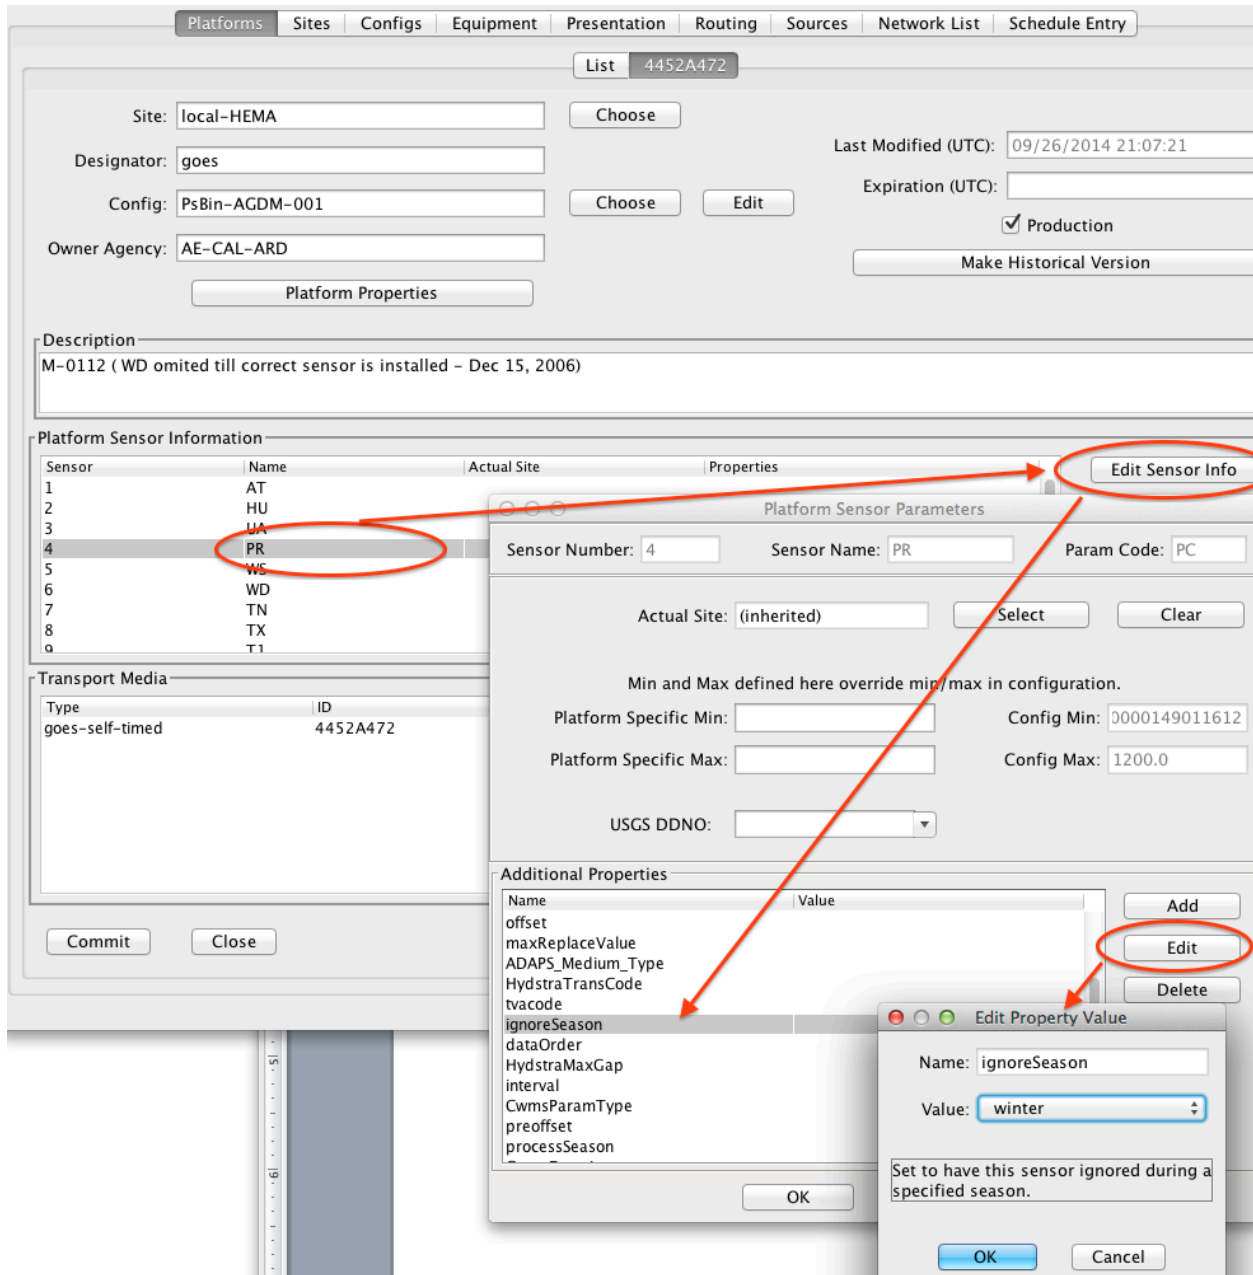 Platforms Sites Configs Equipment Presentation Routing Sources Network List Schedule Entry
List 4452A472
Site: local-HEMA Choose
Last Modified (UTC): 09/26/2014 21:07:21
Designator: goes
Expiration (UTC):
Config: PsBin-AGDM-001 Choose Edit
Production
Owner Agency: AE-CAL-ARD
Make Historical Version
Platform Properties
Description
M-0112 ( WD omited till correct sensor is installed - Dec 15, 2006)
Platform Sensor Information
Sensor Name Actual Site Properties
Edit Sensor Info
1 AT
2 HU
3 UA
4 PR
5 WS
6 WD
7 TN
8 TX
9 T1
Platform Sensor Parameters
Sensor Number: 4 Sensor Name: PR Param Code: PC
Actual Site: (inherited) Select Clear
Min and Max defined here override min/max in configuration.
Platform Specific Min: Config Min: 0000149011612
Platform Specific Max: Config Max: 1200.0
USGS DDNO:
Transport Media
Type ID
goes-self-timed 4452A472
Commit Close
Additional Properties
Name Value
offset
maxReplaceValue
ADAPS_Medium_Type
HydstraTransCode
tvacode
ignoreSeason
dataOrder
HydstraMaxGap
interval
CwmsParamType
preoffset
processSeason
Add
Edit
Delete
OK
Edit Property Value
Name: ignoreSeason
Value: winter
Set to have this sensor ignored during a
specified season.
OK Cancel
5
6